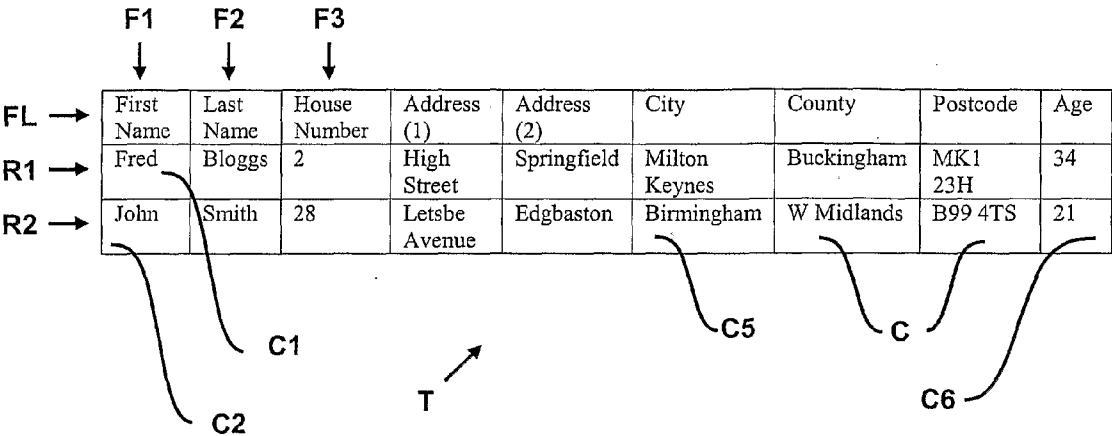 F1 F2 F3
FL First Name Last Name House Number Address (1) Address (2) City County Postcode Age
R1 Fred Bloggs 2 High Street Springfield Milton Keynes Buckingham MK1 23H 34
R2 John Smith 28 Letsbe Avenue Edgbaston Birmingham W Midlands B99 4TS 21
C5 C
C1
T C6
C2